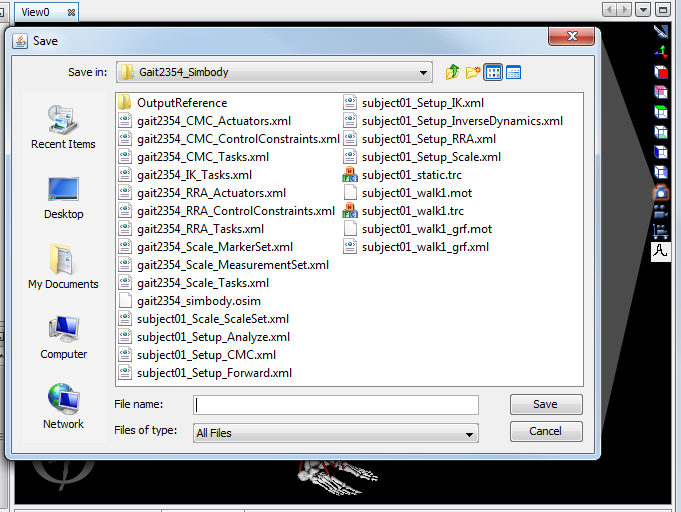 View0
Save
Save in:
Gait2354_Simbody
Recent Items
Desktop
My Documents
Computer
Network
OutputReference
gait2354_CMC_Actuators.xml
gait2354_CMC_ControlConstraints.xml
gait2354_CMC_Tasks.xml
gait2354_IK_Tasks.xml
gait2354_RRA_Actuators.xml
gait2354_RRA_ControlConstraints.xml
gait2354_RRA_Tasks.xml
gait2354_Scale_MarkerSet.xml
gait2354_Scale_MeasurementSet.xml
gait2354_Scale_Tasks.xml
gait2354_simbody.osim
subject01_Scale_ScaleSet.xml
subject01_Setup_Analyze.xml
subject01_Setup_CMC.xml
subject01_Setup_Forward.xml
subject01_Setup_IK.xml
subject01_Setup_InverseDynamics.xml
subject01_Setup_RRA.xml
subject01_Setup_Scale.xml
subject01_static.trc
subject01_walk1.mot
subject01_walk1.trc
subject01_walk1_grf.mot
subject01_walk1_grf.xml
File name:
Save
Files of type:
All Files
Cancel